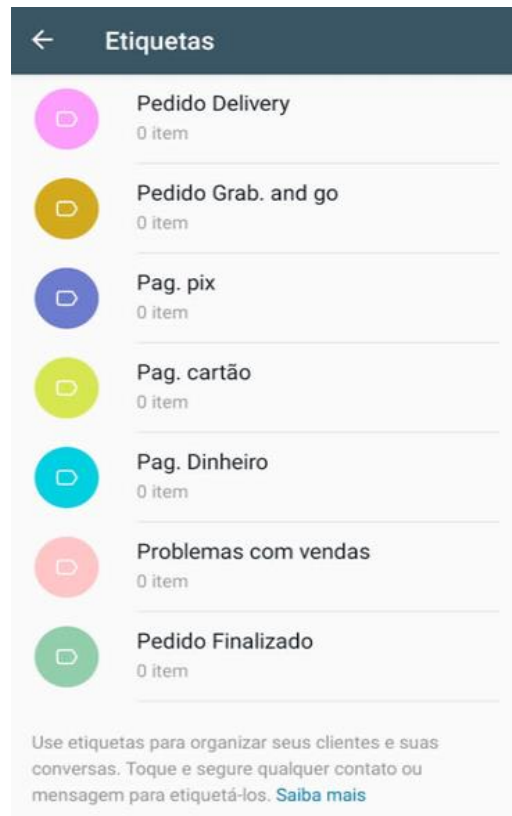 Etiquetas
Pedido Delivery
0 item
Pedido Grab. and go
0 item
Pag. pix
0 item
Pag. cartão
0 item
Pag. Dinheiro
0 item
Problemas com vendas
0 item
Pedido Finalizado
0 item
Use etiquetas para organizar seus clientes e suas
conversas. Toque e segure qualquer contato ou
mensagem para etiquetá-los. Saiba mais